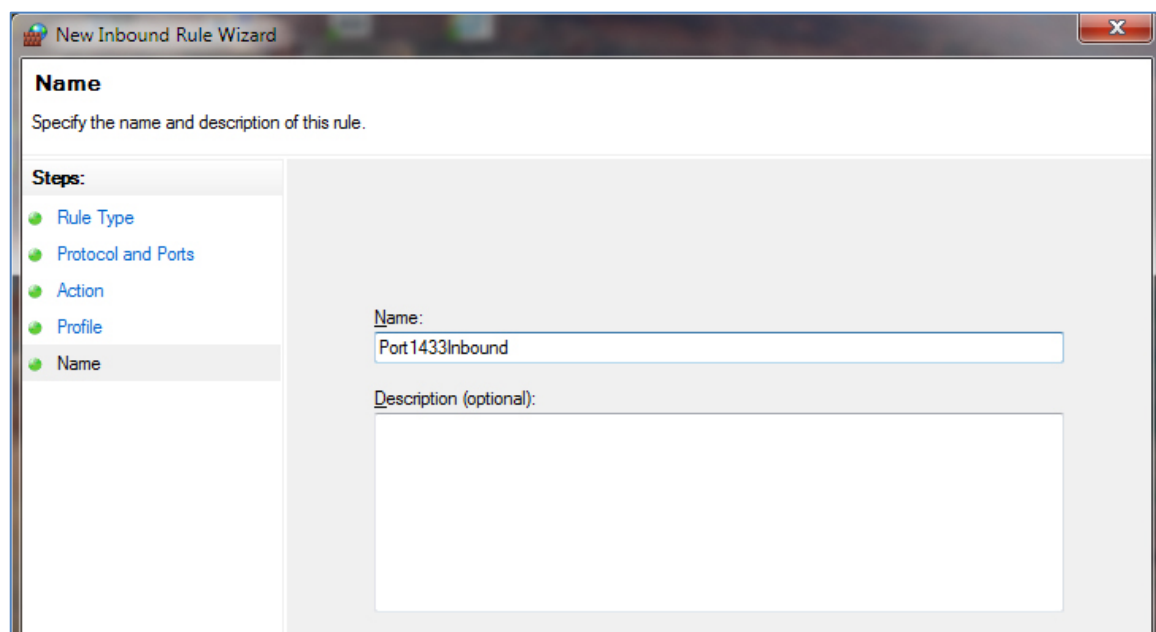 New Inbound Rule Wizard
Name
Specify the name and description of this rule.
Steps:
Rule Type
Protocol and Ports
Action
Profile
Name
Name:
Port1433Inbound
Description (optional):